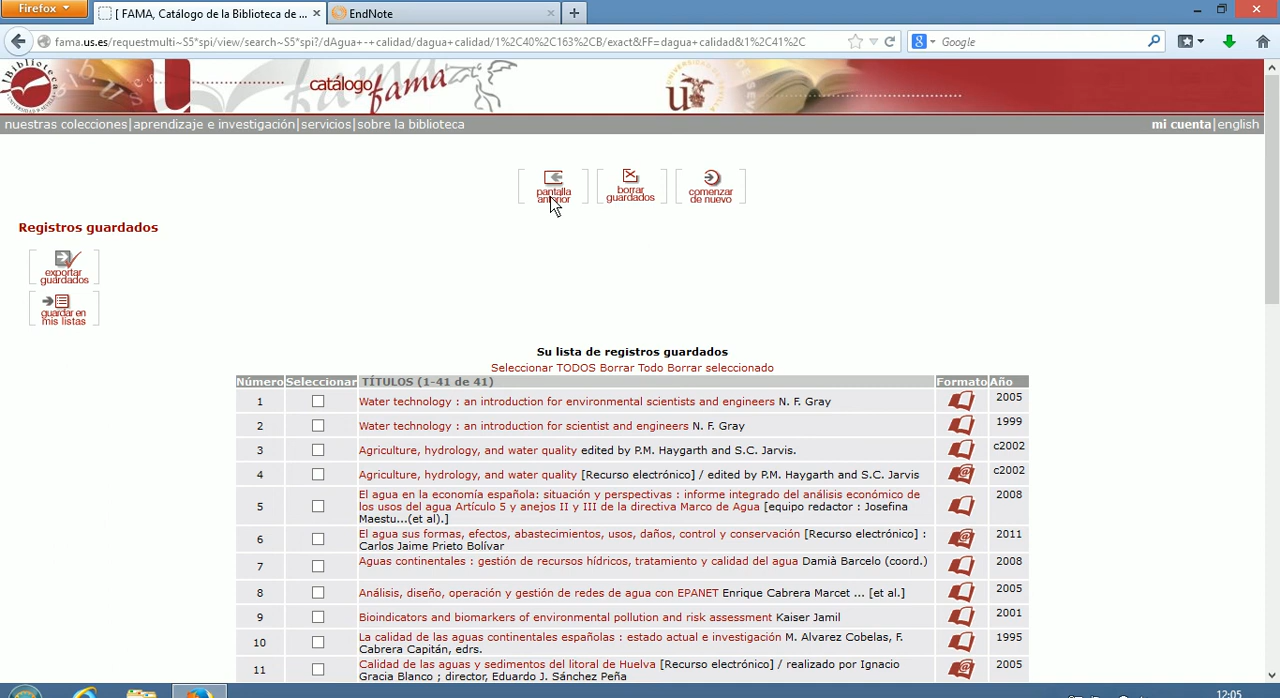 Firefox
[ FAMA, Catálogo de la Biblioteca de ...
EndNote
fama.us.es/requestmulti~S5*spi/view/search~S5*spi?/dAgua+-+calidad/dagua+calidad/1%2C40%2C163%2CB/exact&FF=dagua+calidad&1%2C41%2C
Google
catálogo fama
nuestras colecciones|aprendizaje e investigación|servicios|sobre la biblioteca
mi cuenta|english
pantalla anterior
borrar guardados
comenzar de nuevo
Registros guardados
exportar guardados
guardar en mis listas
Su lista de registros guardados
Seleccionar TODOS Borrar Todo Borrar seleccionado
Número Seleccionar TÍTULOS (1-41 de 41) Formato Año
1 Water technology : an introduction for environmental scientists and engineers N. F. Gray 2005
2 Water technology : an introduction for scientist and engineers N. F. Gray 1999
3 Agriculture, hydrology, and water quality edited by P.M. Haygarth and S.C. Jarvis. c2002
4 Agriculture, hydrology, and water quality [Recurso electrónico] / edited by P.M. Haygarth and S.C. Jarvis c2002
5 El agua en la economía española: situación y perspectivas : informe integrado del análisis económico de 2008
los usos del agua Artículo 5 y anejos II y III de la directiva Marco de Agua [equipo redactor : Josefina
Maestu...(et al).]
6 El agua sus formas, efectos, abastecimientos, usos, daños, control y conservación [Recurso electrónico] : 2011
Carlos Jaime Prieto Bolívar
7 Aguas continentales : gestión de recursos hídricos, tratamiento y calidad del agua Damià Barcelo (coord.) 2008
8 Análisis, diseño, operación y gestión de redes de agua con EPANET Enrique Cabrera Marcet ... [et al.] 2005
9 Bioindicators and biomarkers of environmental pollution and risk assessment Kaiser Jamil 2001
10 La calidad de las aguas continentales españolas : estado actual e investigación M. Alvarez Cobelas, F. 1995
Cabrera Capitán, edrs.
11 Calidad de las aguas y sedimentos del litoral de Huelva [Recurso electrónico] / realizado por Ignacio 2005
Gracia Blanco ; director, Eduardo J. Sánchez Peña
12:05